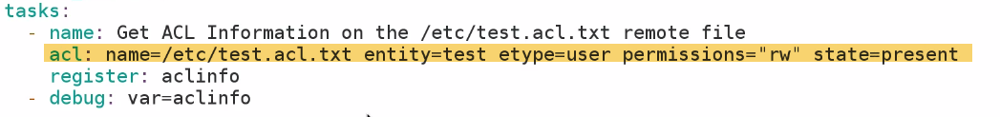 tasks:
- name: Get ACL Information on the /etc/test.acl.txt remote file
acl: name=/etc/test.acl.txt entity=test etype=user permissions="rw" state=present
register: aclinfo
- debug: var=aclinfo